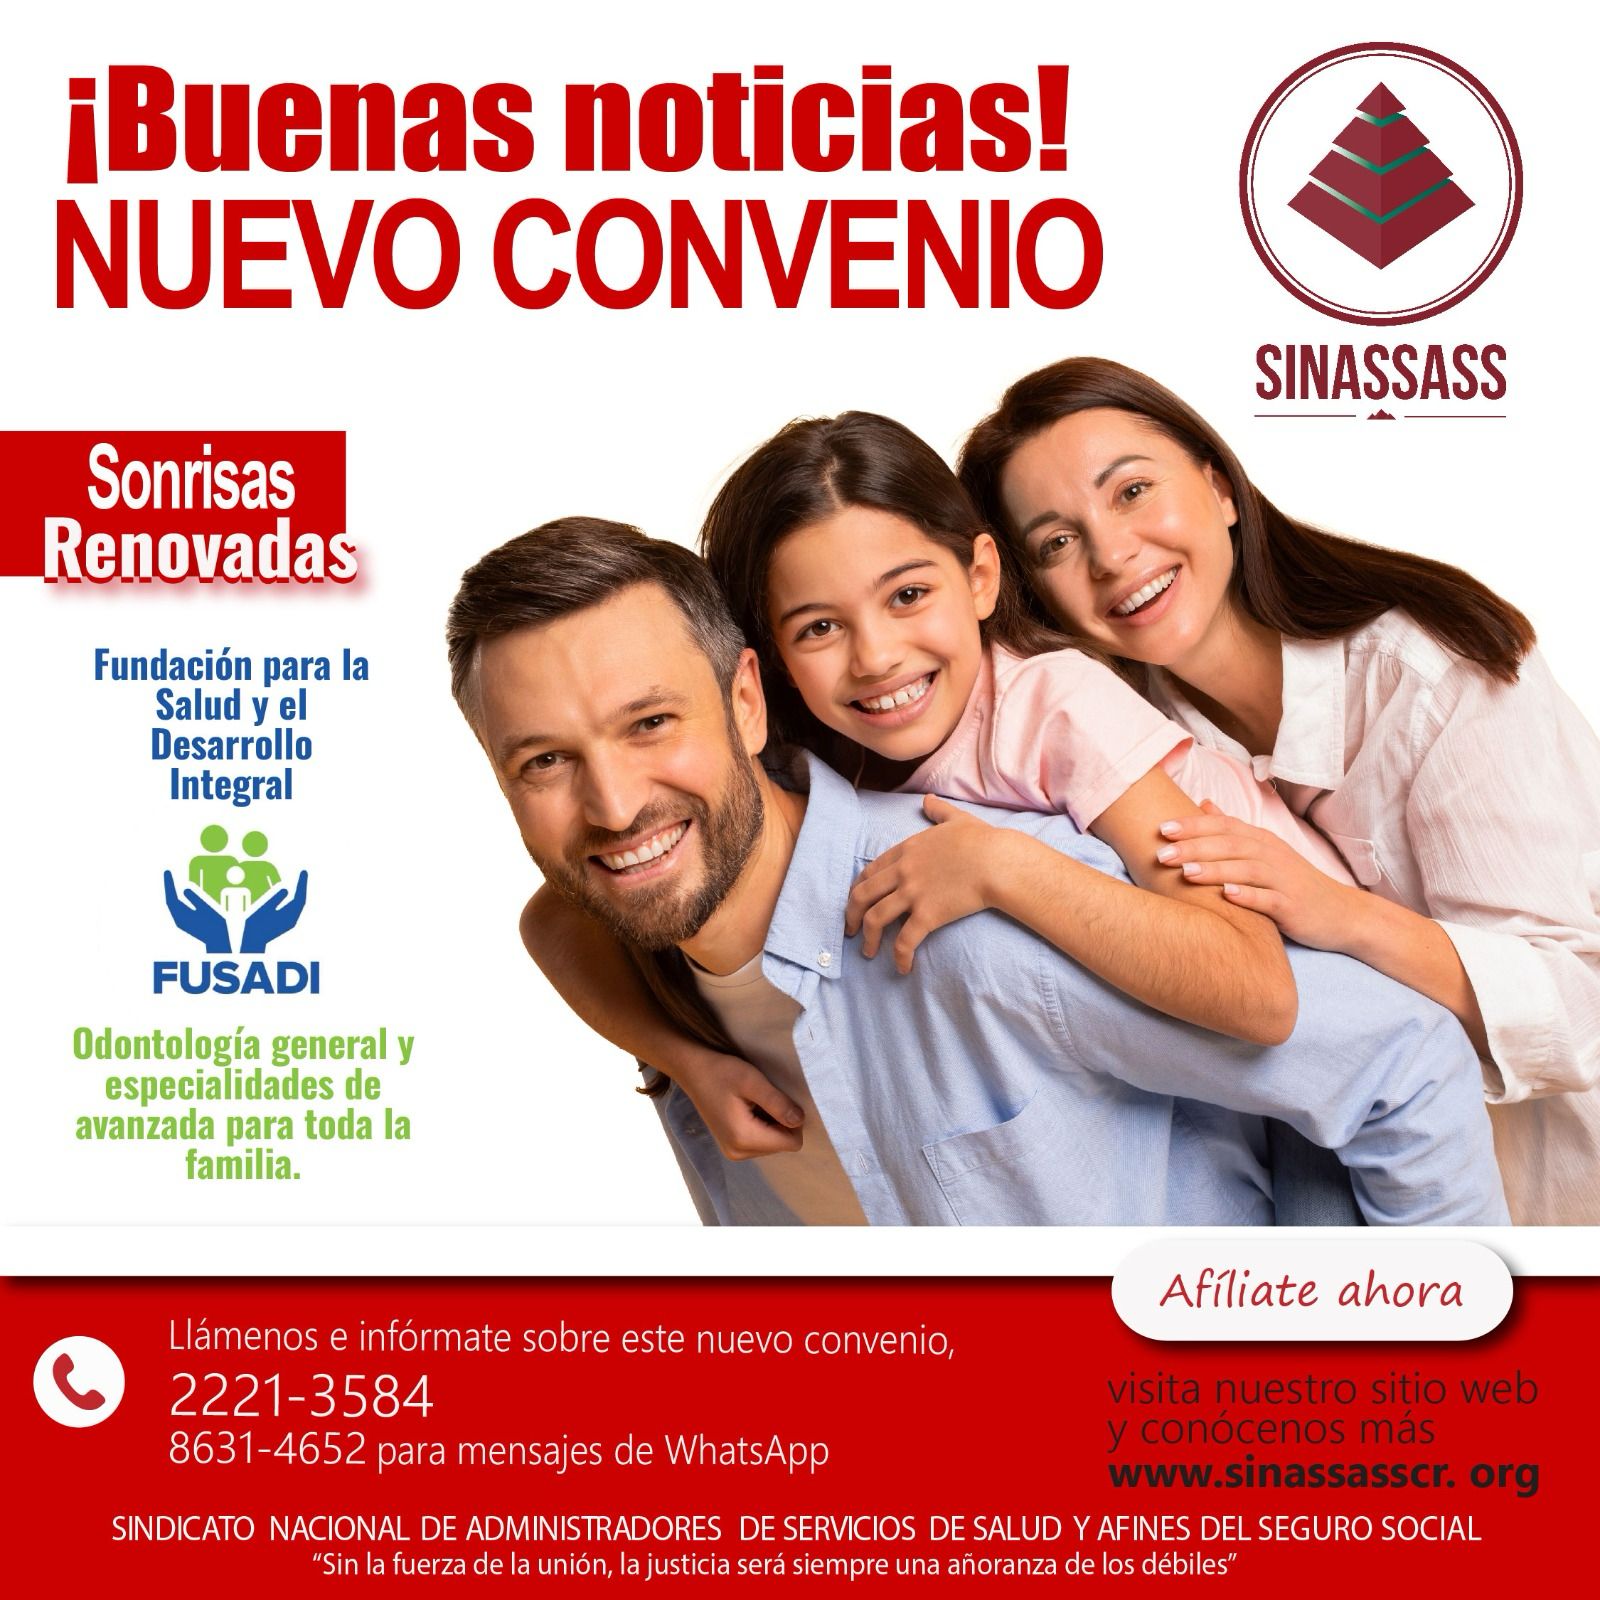 ¡Buenas noticias!
NUEVO CONVENIO
SINASSASS
Sonrisas
Renovadas
Fundación para la
Salud y el
Desarrollo
Integral
FUSADI
Odontología general y
especialidades de
avanzada para toda la
familia.
Afíliate ahora
Llámenos e infórmate sobre este nuevo convenio,
2221-3584
8631-4652 para mensajes de WhatsApp
visita nuestro sitio web
y conócenos más
www.sinassasscr. org
SINDICATO NACIONAL DE ADMINISTRADORES DE SERVICIOS DE SALUD Y AFINES DEL SEGURO SOCIAL
“Sin la fuerza de la unión, la justicia será siempre una añoranza de los débiles”